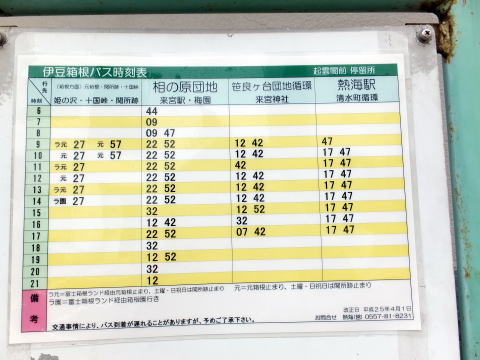 伊豆箱根バス時刻表 起雲閣前 停留所
行先 (箱根方面) 元箱根・関所跡・十国峠 相の原団地 笹良ヶ台団地循環 熱海駅
時刻 姫の沢・十国峠・関所跡 来宮駅・梅園 来宮神社 清水町循環
6 44
7 09
8 09 47
9 ラ元 27 元 57 22 52 12 42 47
10 27 元 57 22 52 12 42 17 47
11 ラ元 27 22 52 42 17 47
12 ラ元 27 22 52 12 42 17 47
13 ラ元 27 22 52 12 42 17 47
14 ラ園 27 22 52 12 42 17 47
15 32 12 52 17 47
16 12 42 32 17 47
17 22 52 07 42 17 47
18 32
19 12 52
20 32
21 12
備考 ラ元=富士箱根ランド経由元箱根止まり、土曜・日祝日は関所跡止まり 元=元箱根止まり、土曜・日祝日は関所跡止まり
ラ園=富士箱根ランド経由箱根園行き
改正日 平成25年4月1日
交通事情により、バス到着が遅れることがありますが、予めご了承下さい。 お問合せ 熱海(営) 0557-81-8231